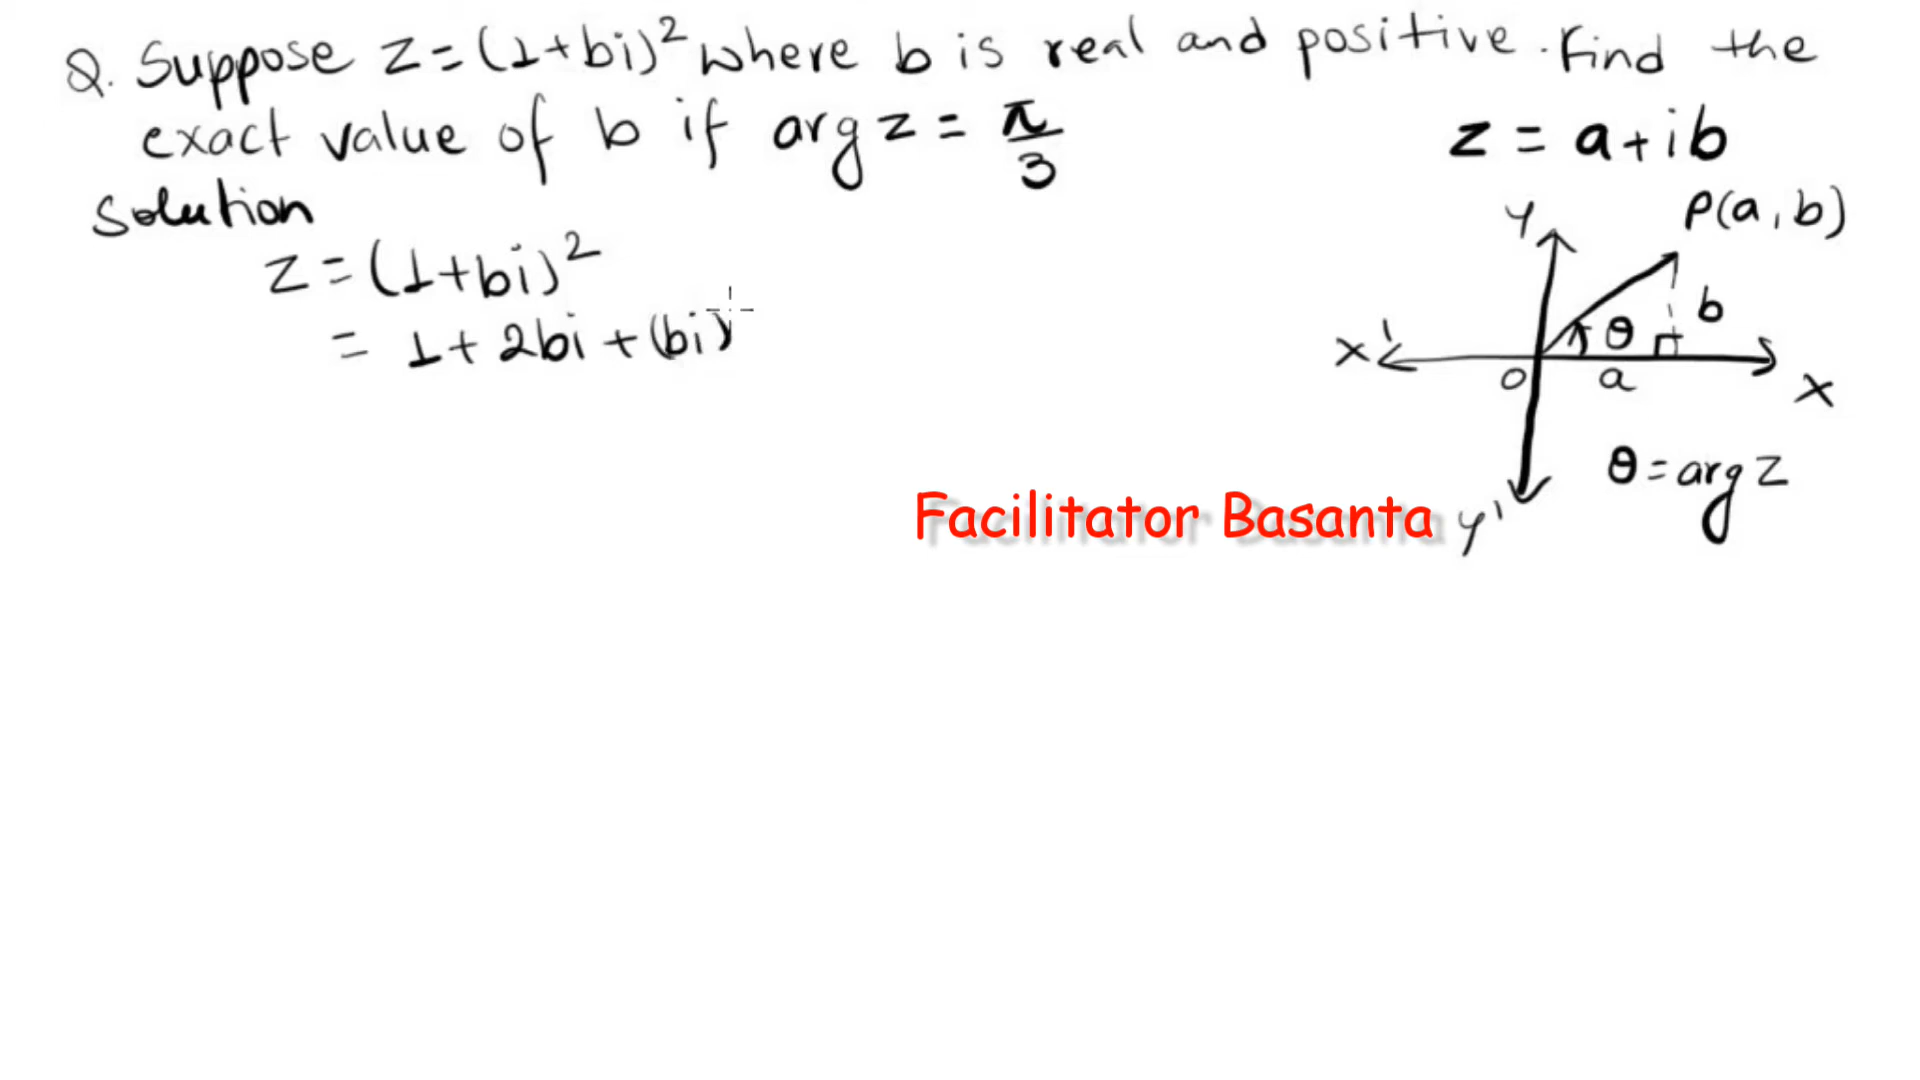 Q. Suppose z = (1+bi)² where b is real and positive. Find the
exact value of b if arg z = π/3
z = a + ib
Solution
P(a, b)
y
z = (1+bi)²
= 1 + 2bi + (bi)
b
θ
x'
o
a
x
θ = arg z
Facilitator Basanta
y'